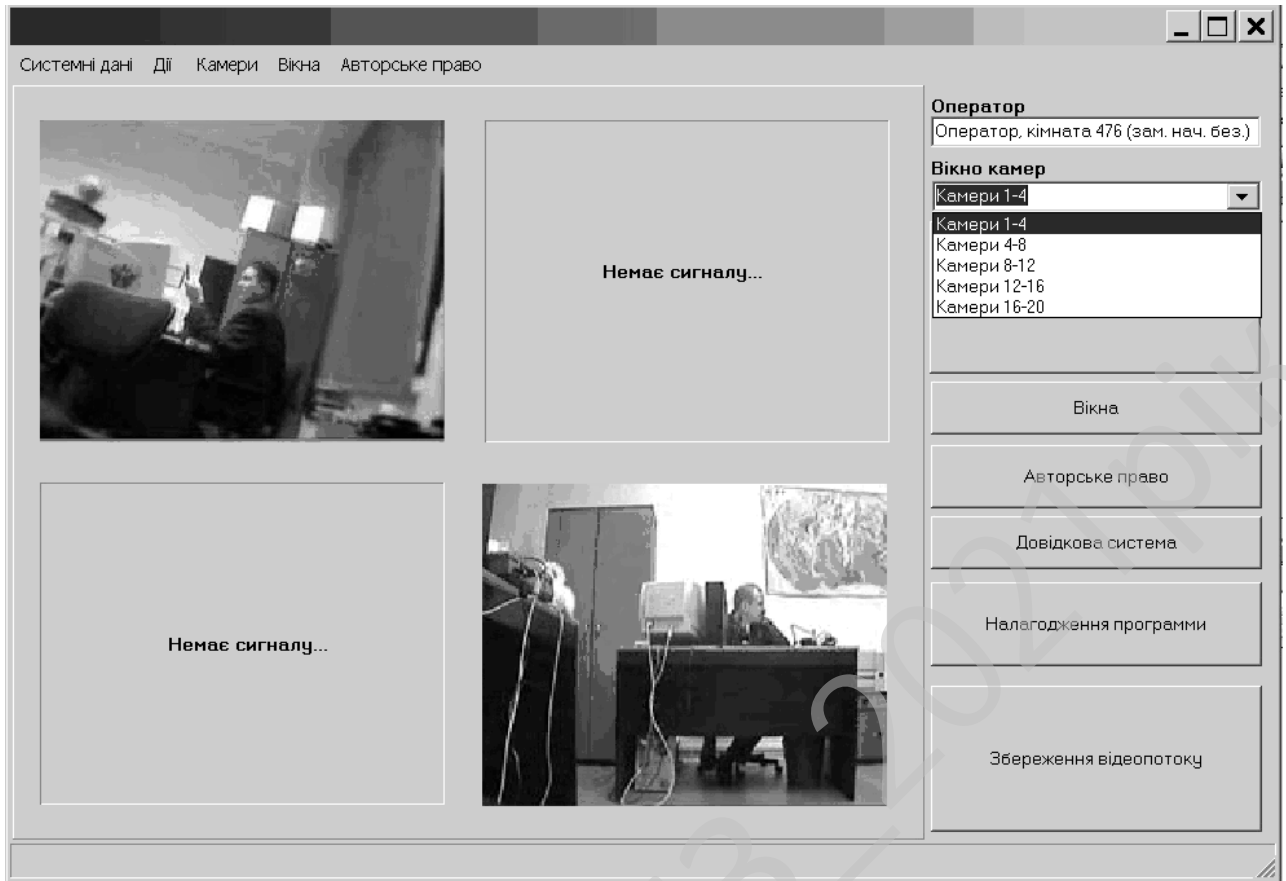 Системні дані Дії Камери Вікна Авторське право
Немає сигналу...
Немає сигналу...
Оператор
Оператор, кімната 476 (зам. нач. без.)
Вікно камер
Камери 1-4
Камери 1-4
Камери 4-8
Камери 8-12
Камери 12-16
Камери 16-20
Вікна
Авторське право
Довідкова система
Налагодження программи
Збереження відеопотоку
3_2021 рік